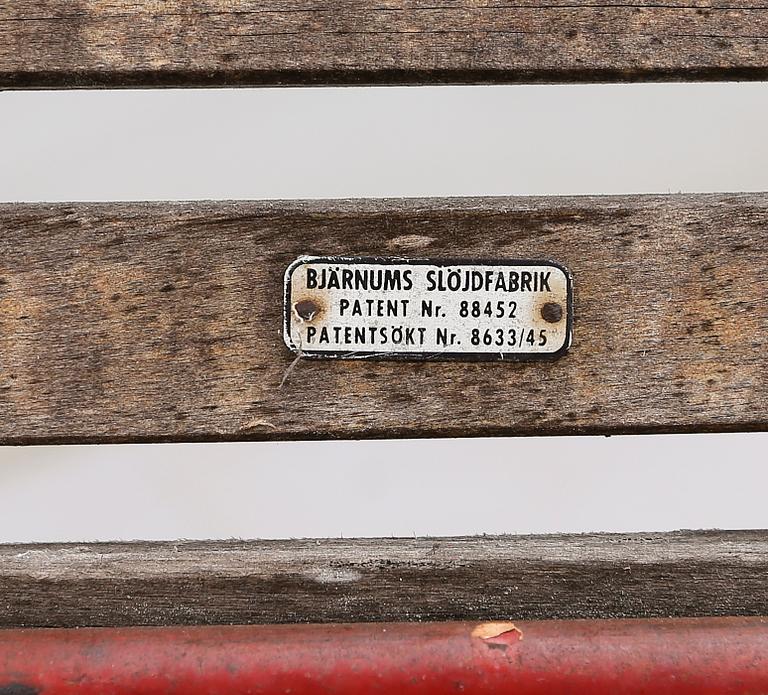 BJÄRNUMS SLÖJDFABRIK
PATENT Nr. 88452
PATENTSÖKT Nr. 8633/45